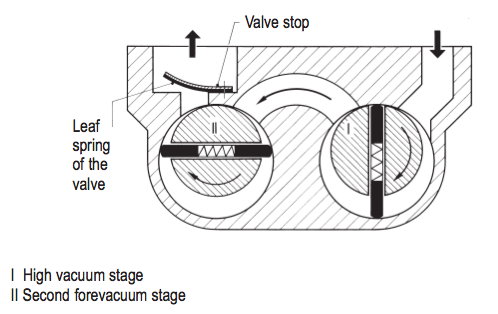 Valve stop
Leaf
spring
of the
valve
II
I
I High vacuum stage
II Second forevacuum stage